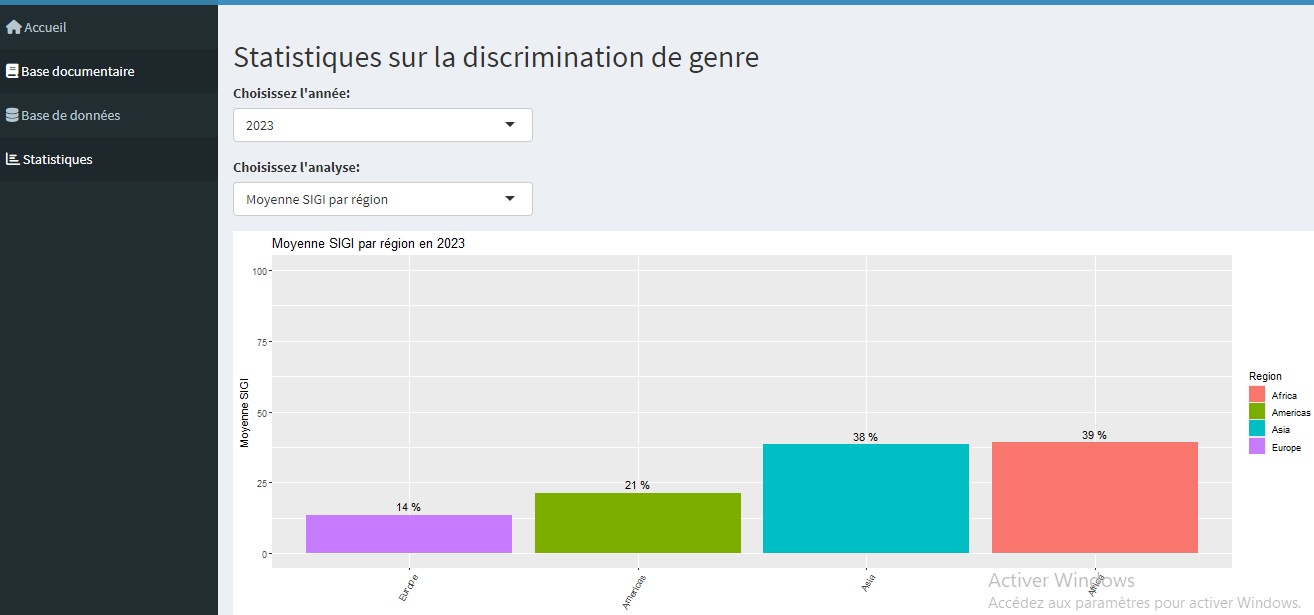 Accueil
Base documentaire
Base de données
Statistiques
Statistiques sur la discrimination de genre
Choisissez l'année:
2023
Choisissez l'analyse:
Moyenne SIGI par région
Moyenne SIGI par région en 2023
Moyenne SIGI
100
75
50
25
0
14 %
21 %
38 %
39 %
Europe
Americas
Asia
Africa
Region
Africa
Americas
Asia
Europe
Activer Windows
Accédez aux paramètres pour activer Windows.